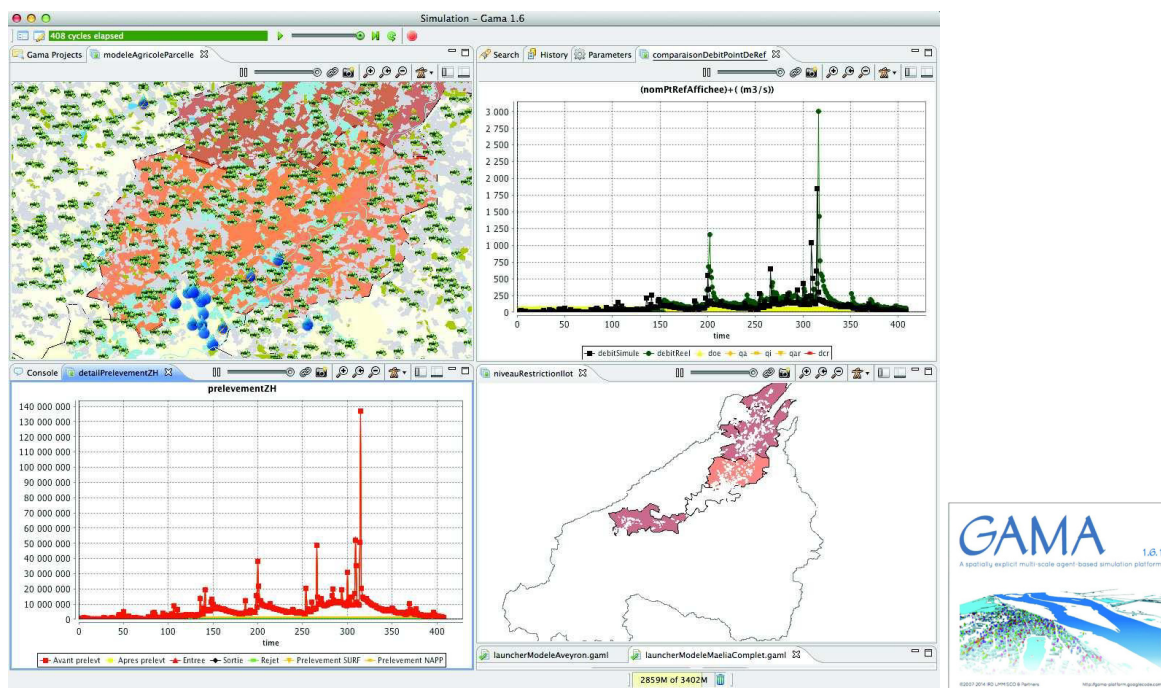 Simulation - Gama 1.6
408 cycles elapsed
Gama Projects
modeleAgricoleParcelle
Search
History
Parameters
comparaisonDebitPointDeRef
(nomPtRefAffichee)+( (m3/s))
3 000
2 750
2 500
2 250
2 000
1 750
1 500
1 250
1 000
750
500
250
0
0 50 100 150 200 250 300 350 400
time
debitSimule debitReel doe qa qi qar dcr
Console
detailPrelevementZH
prelevementZH
140 000 000
130 000 000
120 000 000
110 000 000
100 000 000
90 000 000
80 000 000
70 000 000
60 000 000
50 000 000
40 000 000
30 000 000
20 000 000
10 000 000
0
0 50 100 150 200 250 300 350 400
time
Avant prelevt Apres prelevt Entree Sortie Rejet Prelevement SURF Prelevement NAPP
niveauRestrictionIlot
launcherModeleAveyron.gaml
launcherModeleMaeliaComplet.gaml
2859M of 3402M
GAMA
1.6.1
A spatially explicit multi-scale agent-based simulation platform